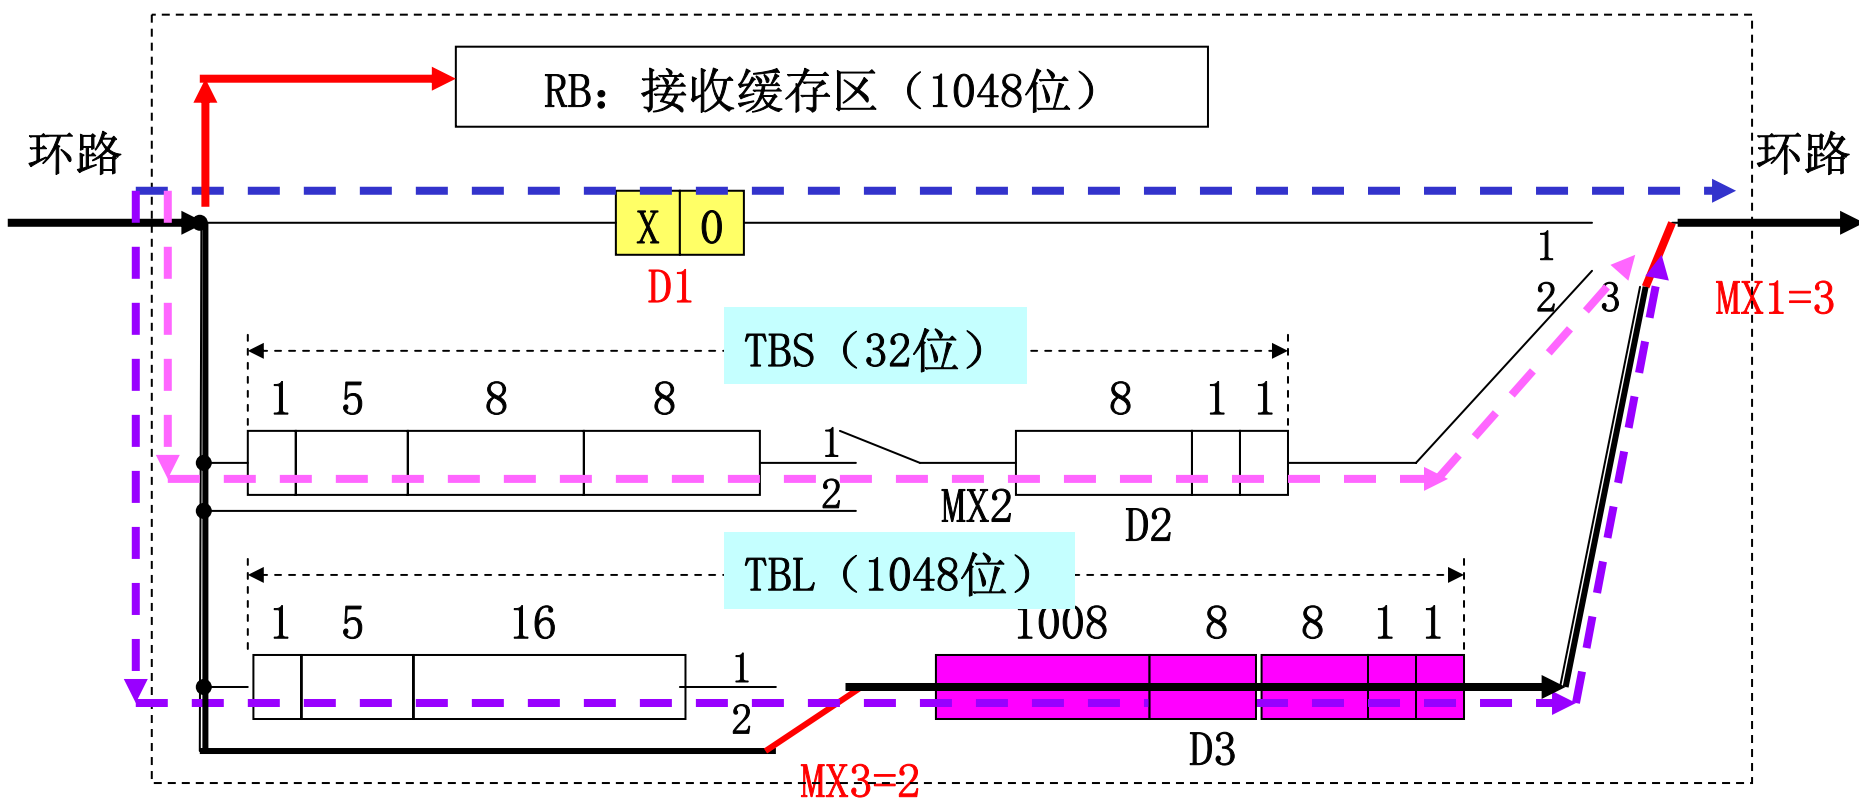 RB：接收缓存区（1048位）
环路
环路
X 0
D1
1
2 3
MX1=3
TBS（32位）
1 5 8 8 8 1 1
1
2
MX2
D2
TBL（1048位）
1 5 16 1008 8 8 1 1
1
2
D3
MX3=2